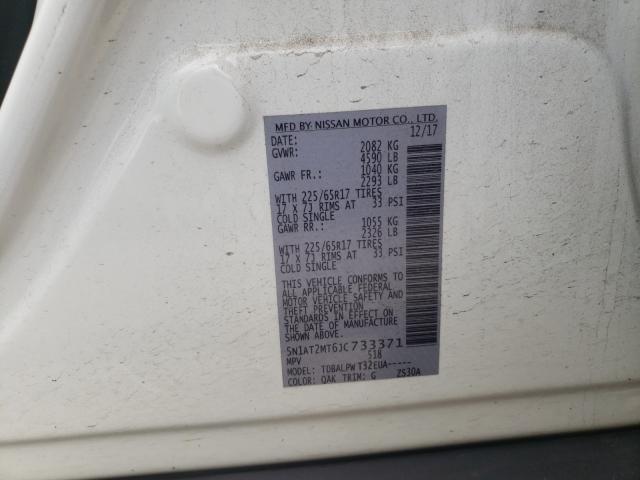 MFD BY NISSAN MOTOR CO., LTD.
DATE: 12/17
GVWR: 2082 KG
4590 LB
GAWR FR.: 1040 KG
2293 LB
WITH 225/65R17 TIRES
17 X 7J RIMS AT 33 PSI
COLD SINGLE
GAWR RR.: 1055 KG
2326 LB
WITH 225/65R17 TIRES
17 X 7J RIMS AT 33 PSI
COLD SINGLE
THIS VEHICLE CONFORMS TO
ALL APPLICABLE FEDERAL
MOTOR VEHICLE SAFETY AND
THEFT PREVENTION
STANDARDS IN EFFECT ON
THE DATE OF MANUFACTURE
SHOWN ABOVE.
5N1AT2MT6JC733371
MPV 518
MODEL: TDBALPW T32EUA-----
COLOR: QAK TRIM: G ZS30A